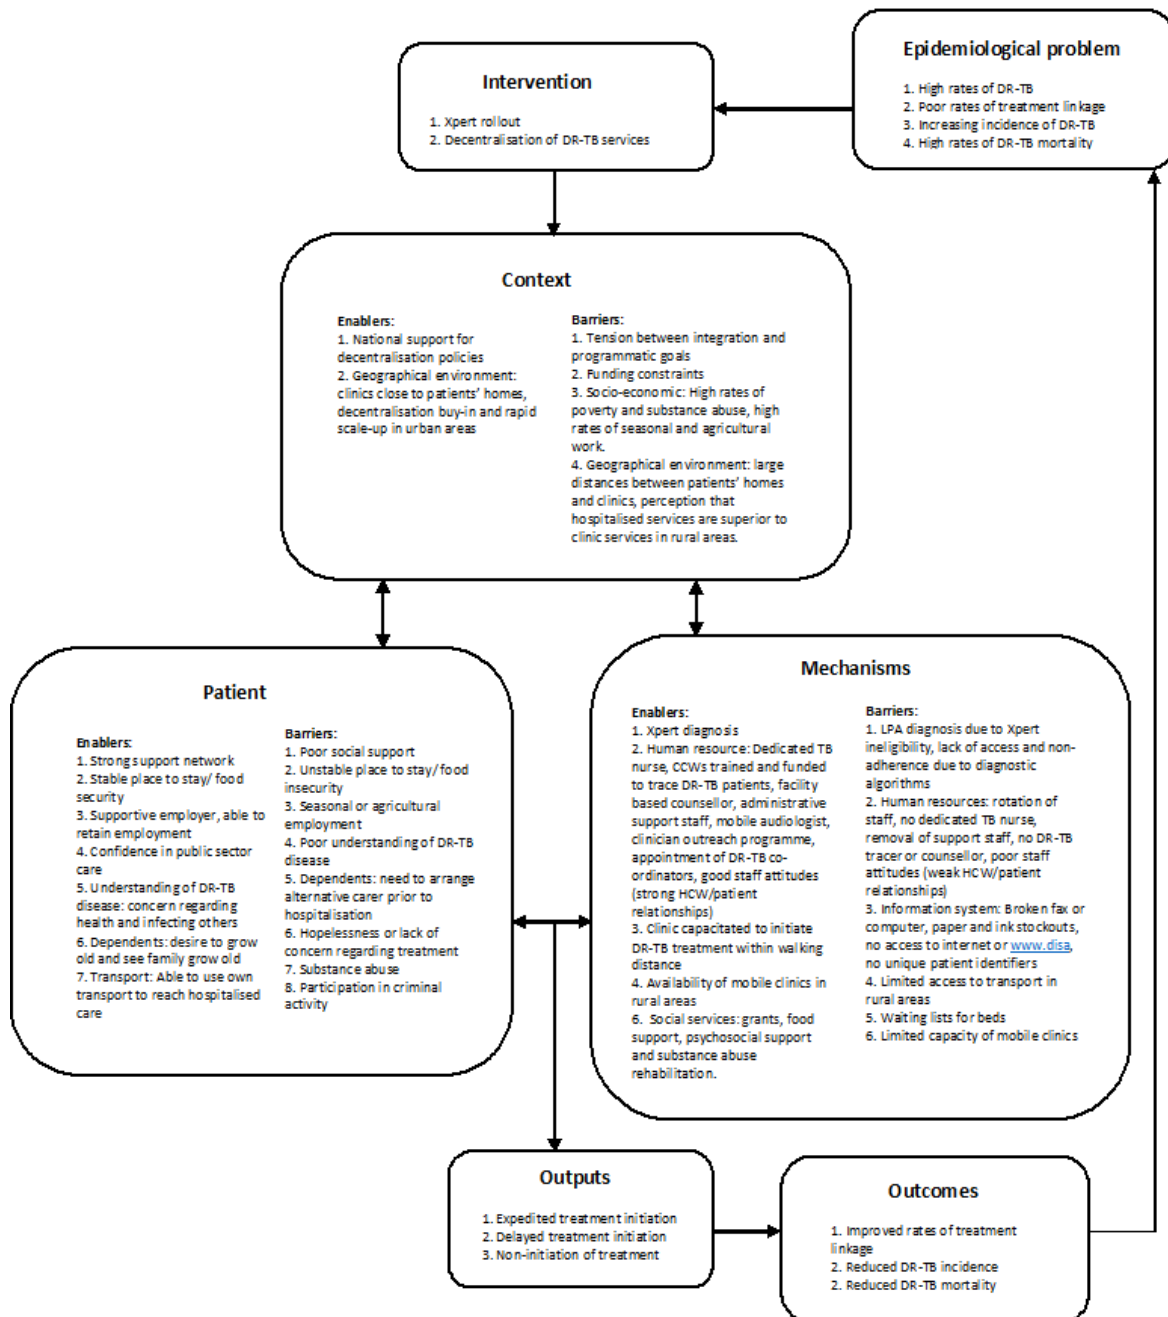 Epidemiological problem
1. High rates of DR-TB
2. Poor rates of treatment linkage
3. Increasing incidence of DR-TB
4. High rates of DR-TB mortality
Intervention
1. Xpert rollout
2. Decentralisation of DR-TB services
Context
Enablers:
1. National support for
decentralisation policies
2. Geographical environment:
clinics close to patients' homes,
decentralisation buy-in and rapid
scale-up in urban areas
Barriers:
1. Tension between integration and
programmatic goals
2. Funding constraints
3. Socio-economic: High rates of
poverty and substance abuse, high
rates of seasonal and agricultural
work.
4. Geographical environment: large
distances between patients' homes
and clinics, perception that
hospitalised services are superior to
clinic services in rural areas.
Patient
Enablers:
1. Strong support network
2. Stable place to stay/ food
security
3. Supportive employer, able to
retain employment
4. Confidence in public sector
care
5. Understanding of DR-TB
disease: concern regarding
health and infecting others
6. Dependents: desire to grow
old and see family grow old
7. Transport: Able to use own
transport to reach hospitalised
care
Barriers:
1. Poor social support
2. Unstable place to stay/ food
insecurity
3. Seasonal or agricultural
employment
4. Poor understanding of DR-TB
disease
5. Dependents: need to arrange
alternative carer prior to
hospitalisation
6. Hopelessness or lack of
concern regarding treatment
7. Substance abuse
8. Participation in criminal
activity
Mechanisms
Enablers:
1. Xpert diagnosis
2. Human resource: Dedicated TB
nurse, CCWs trained and funded
to trace DR-TB patients, facility
based counsellor, administrative
support staff, mobile audiologist,
clinician outreach programme,
appointment of DR-TB co-
ordinators, good staff attitudes
(strong HCW/patient
relationships)
3. Clinic capacitated to initiate
DR-TB treatment within walking
distance
4. Availability of mobile clinics in
rural areas
6. Social services: grants, food
support, psychosocial support
and substance abuse
rehabilitation.
Barriers:
1. LPA diagnosis due to Xpert
ineligibility, lack of access and non-
adherence due to diagnostic
algorithms
2. Human resources: rotation of
staff, no dedicated TB nurse,
removal of support staff, no DR-TB
tracer or counsellor, poor staff
attitudes (weak HCW/patient
relationships)
3. Information system: Broken fax or
computer, paper and ink stockouts,
no access to internet or www.disa,
no unique patient identifiers
4. Limited access to transport in
rural areas
5. Waiting lists for beds
6. Limited capacity of mobile clinics
Outputs
1. Expedited treatment initiation
2. Delayed treatment initiation
3. Non-initiation of treatment
Outcomes
1. Improved rates of treatment
linkage
2. Reduced DR-TB incidence
2. Reduced DR-TB mortality